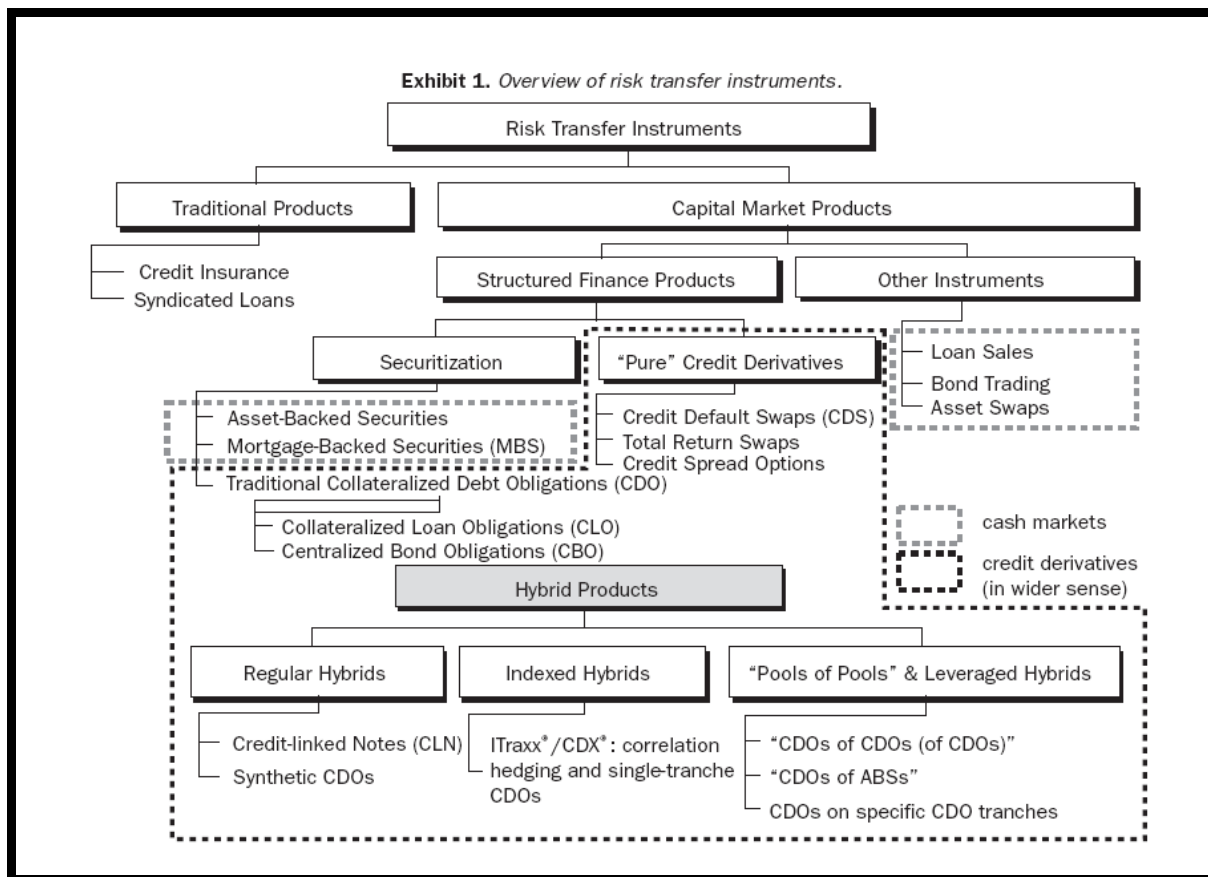 Exhibit 1. Overview of risk transfer instruments.
Risk Transfer Instruments
Traditional Products
Capital Market Products
Credit Insurance
Syndicated Loans
Structured Finance Products
Other Instruments
Securitization
“Pure” Credit Derivatives
Loan Sales
Bond Trading
Asset Swaps
Asset-Backed Securities
Mortgage-Backed Securities (MBS)
Credit Default Swaps (CDS)
Total Return Swaps
Credit Spread Options
Traditional Collateralized Debt Obligations (CDO)
Collateralized Loan Obligations (CLO)
Centralized Bond Obligations (CBO)
cash markets
credit derivatives
(in wider sense)
Hybrid Products
Regular Hybrids
Indexed Hybrids
“Pools of Pools” & Leveraged Hybrids
Credit-linked Notes (CLN)
Synthetic CDOs
ITraxx®/CDX®: correlation
hedging and single-tranche
CDOs
“CDOs of CDOs (of CDOs)”
“CDOs of ABSs”
CDOs on specific CDO tranches